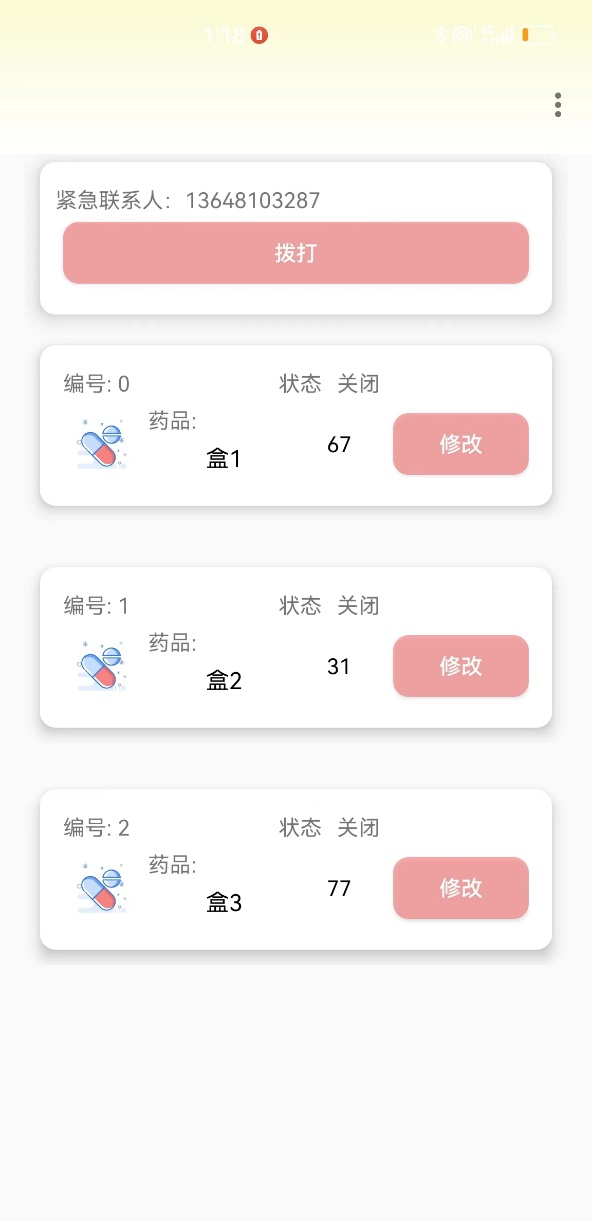 1:18
紧急联系人：13648103287
拨打
编号: 0 状态 关闭
药品:
盒1 67 修改
编号: 1 状态 关闭
药品:
盒2 31 修改
编号: 2 状态 关闭
药品:
盒3 77 修改